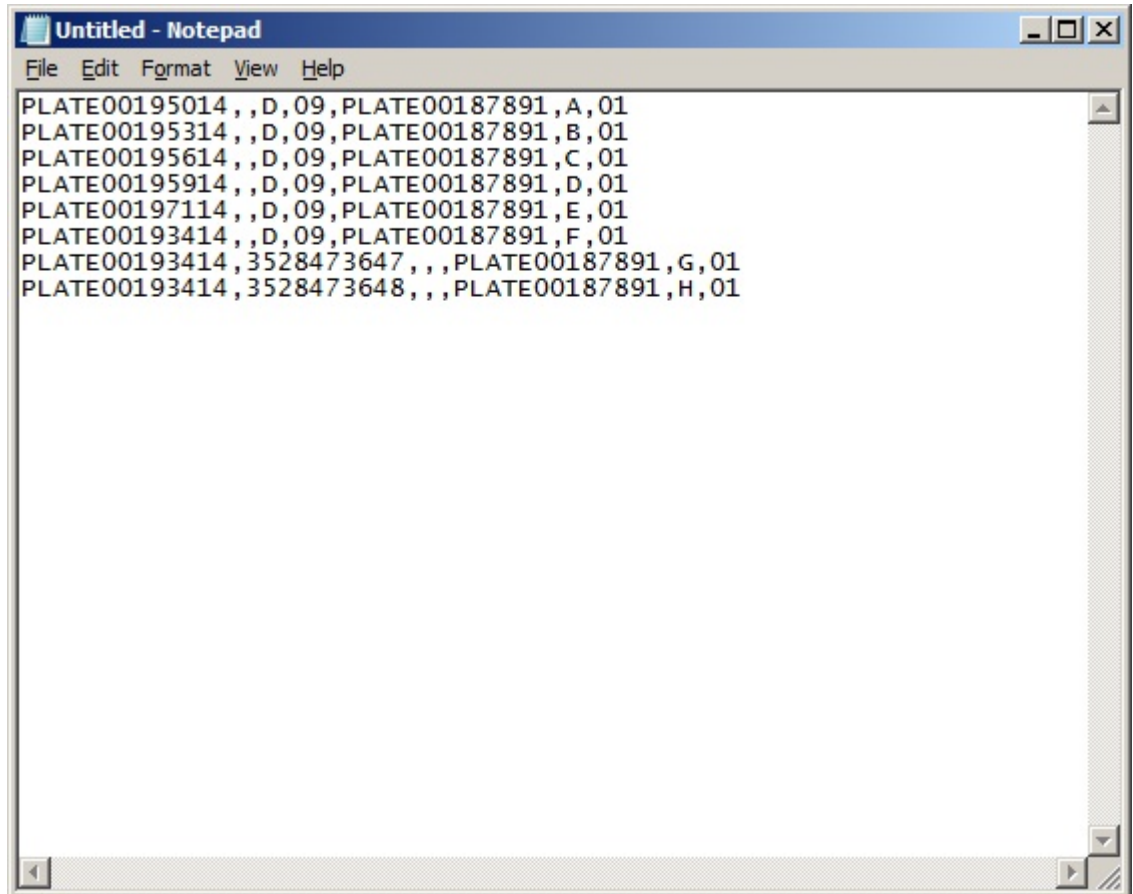 Untitled - Notepad
File Edit Format View Help
PLATE00195014,,D,09,PLATE00187891,A,01
PLATE00195314,,D,09,PLATE00187891,B,01
PLATE00195614,,D,09,PLATE00187891,C,01
PLATE00195914,,D,09,PLATE00187891,D,01
PLATE00197114,,D,09,PLATE00187891,E,01
PLATE00193414,,D,09,PLATE00187891,F,01
PLATE00193414,3528473647,,,PLATE00187891,G,01
PLATE00193414,3528473648,,,PLATE00187891,H,01